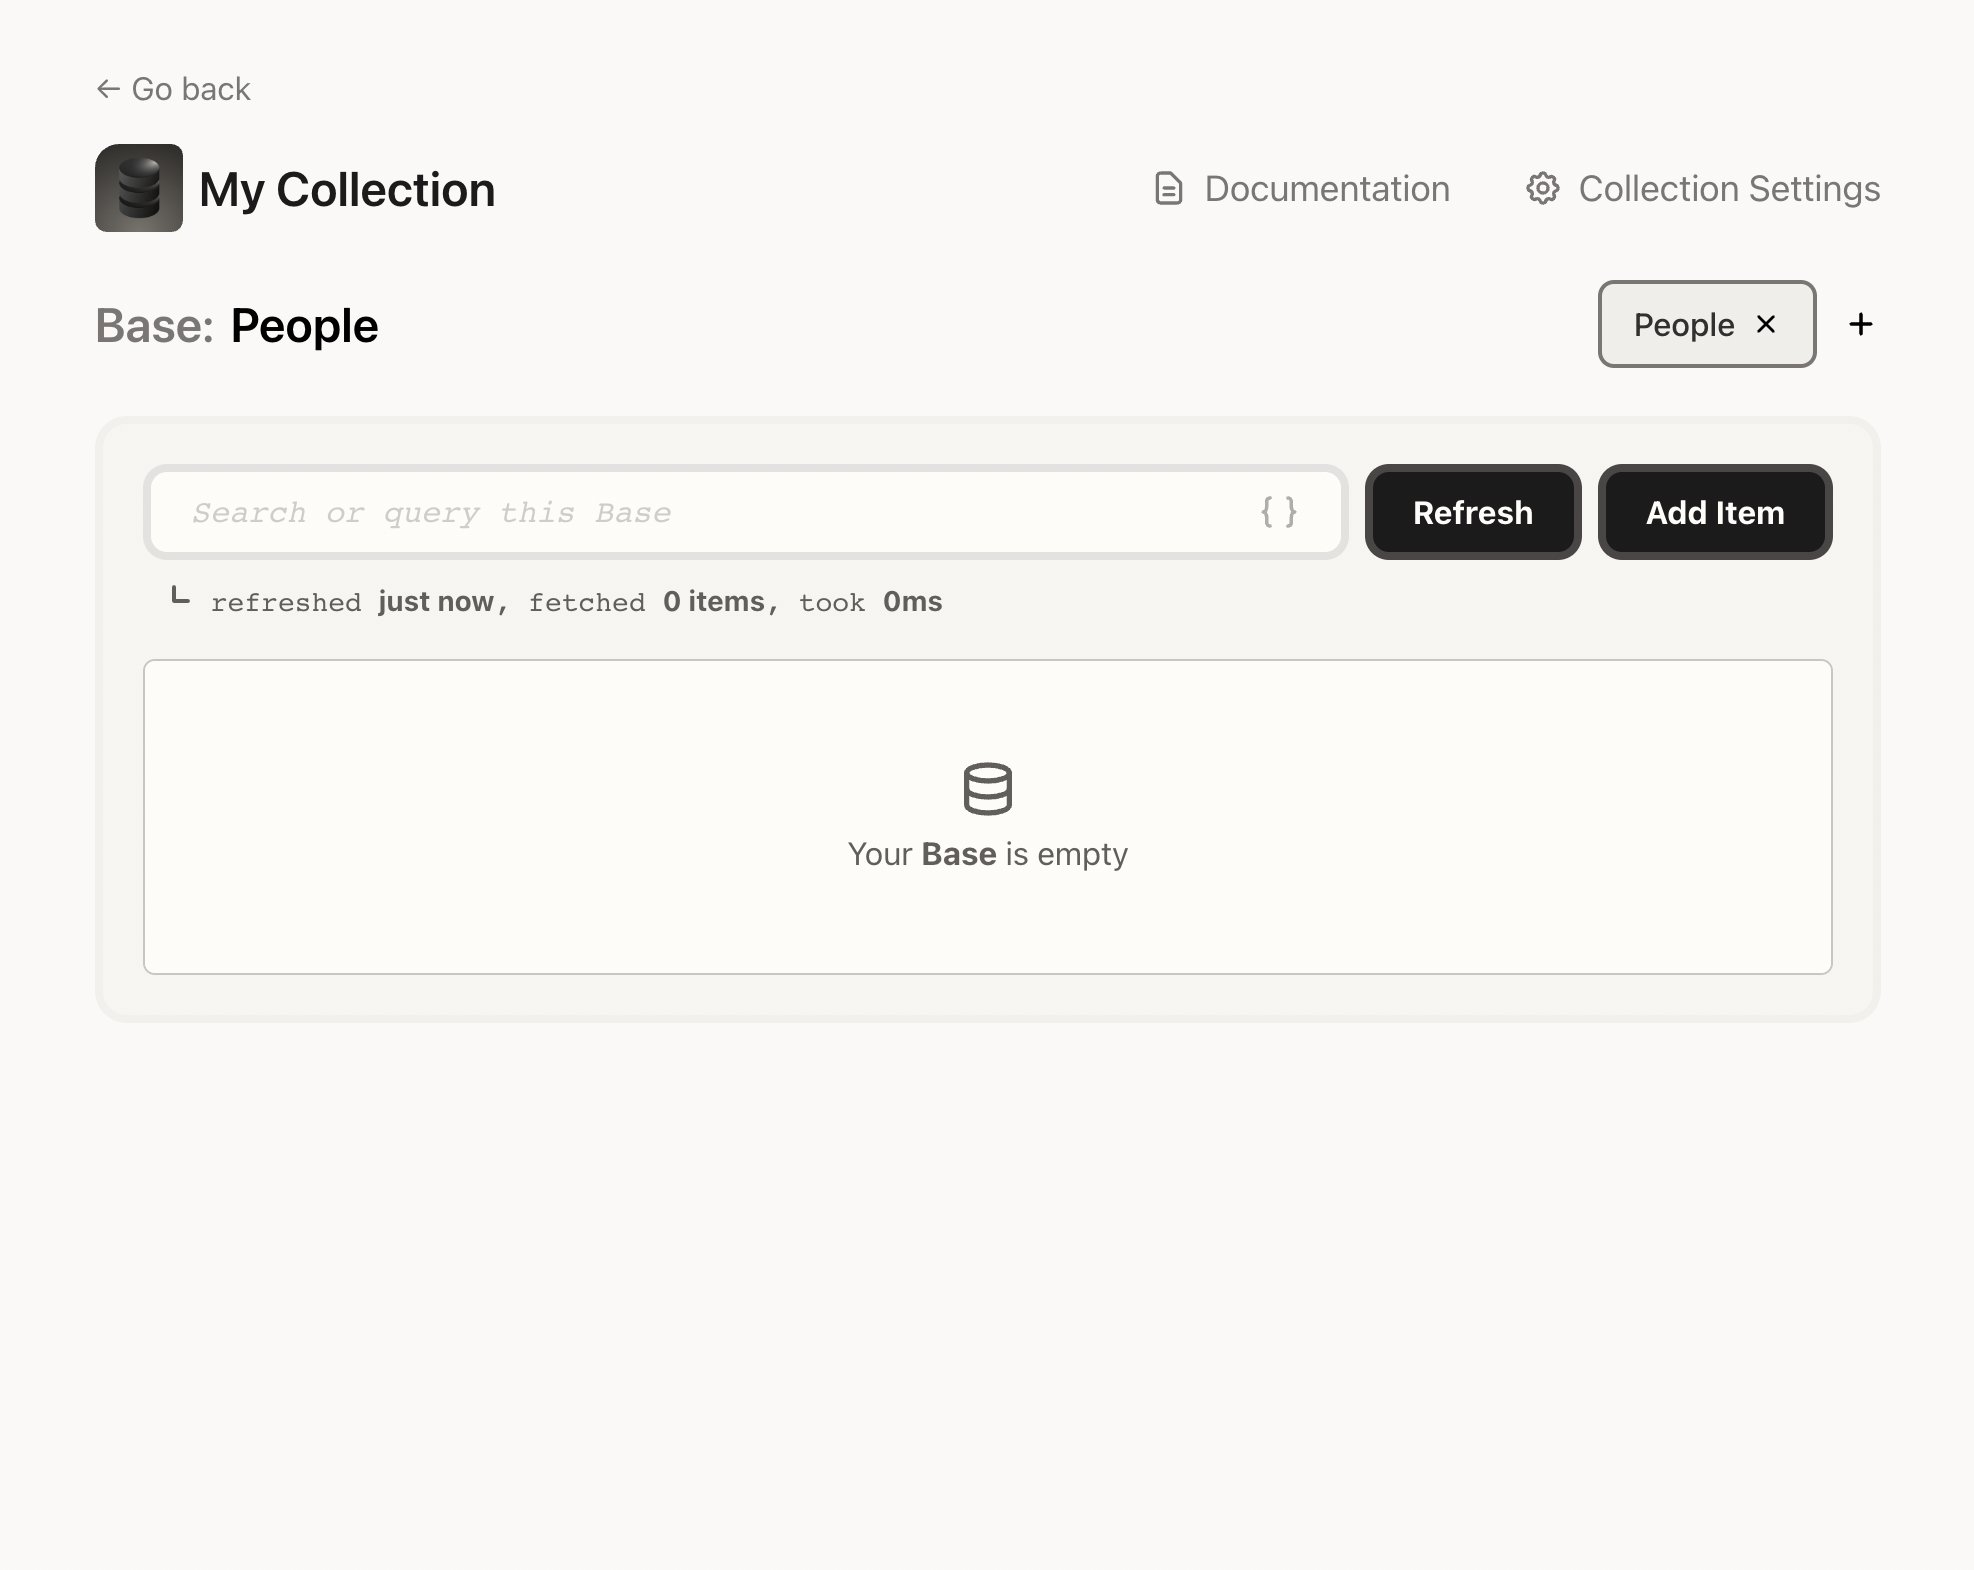 ← Go back
My Collection
Documentation
Collection Settings
Base: People
People ×
+
Search or query this Base
{ }
Refresh
Add Item
refreshed just now, fetched 0 items, took 0ms
Your Base is empty